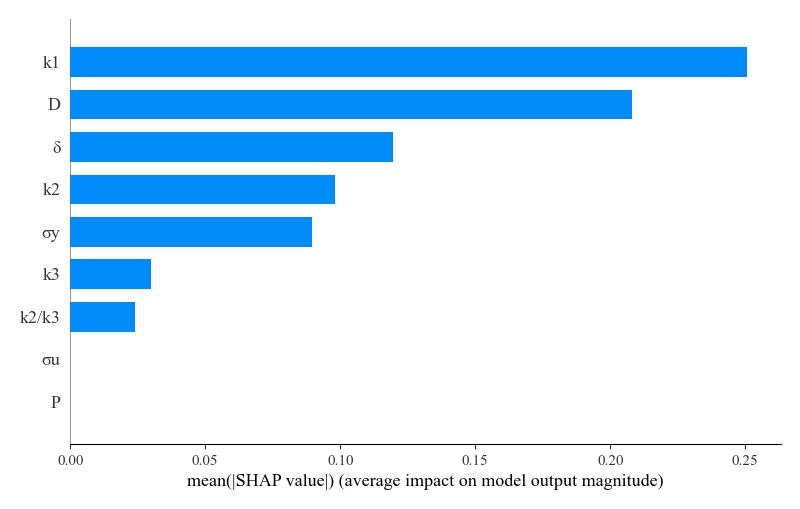 k1
D
δ
k2
σy
k3
k2/k3
σu
P
0.00 0.05 0.10 0.15 0.20 0.25
mean(|SHAP value|) (average impact on model output magnitude)